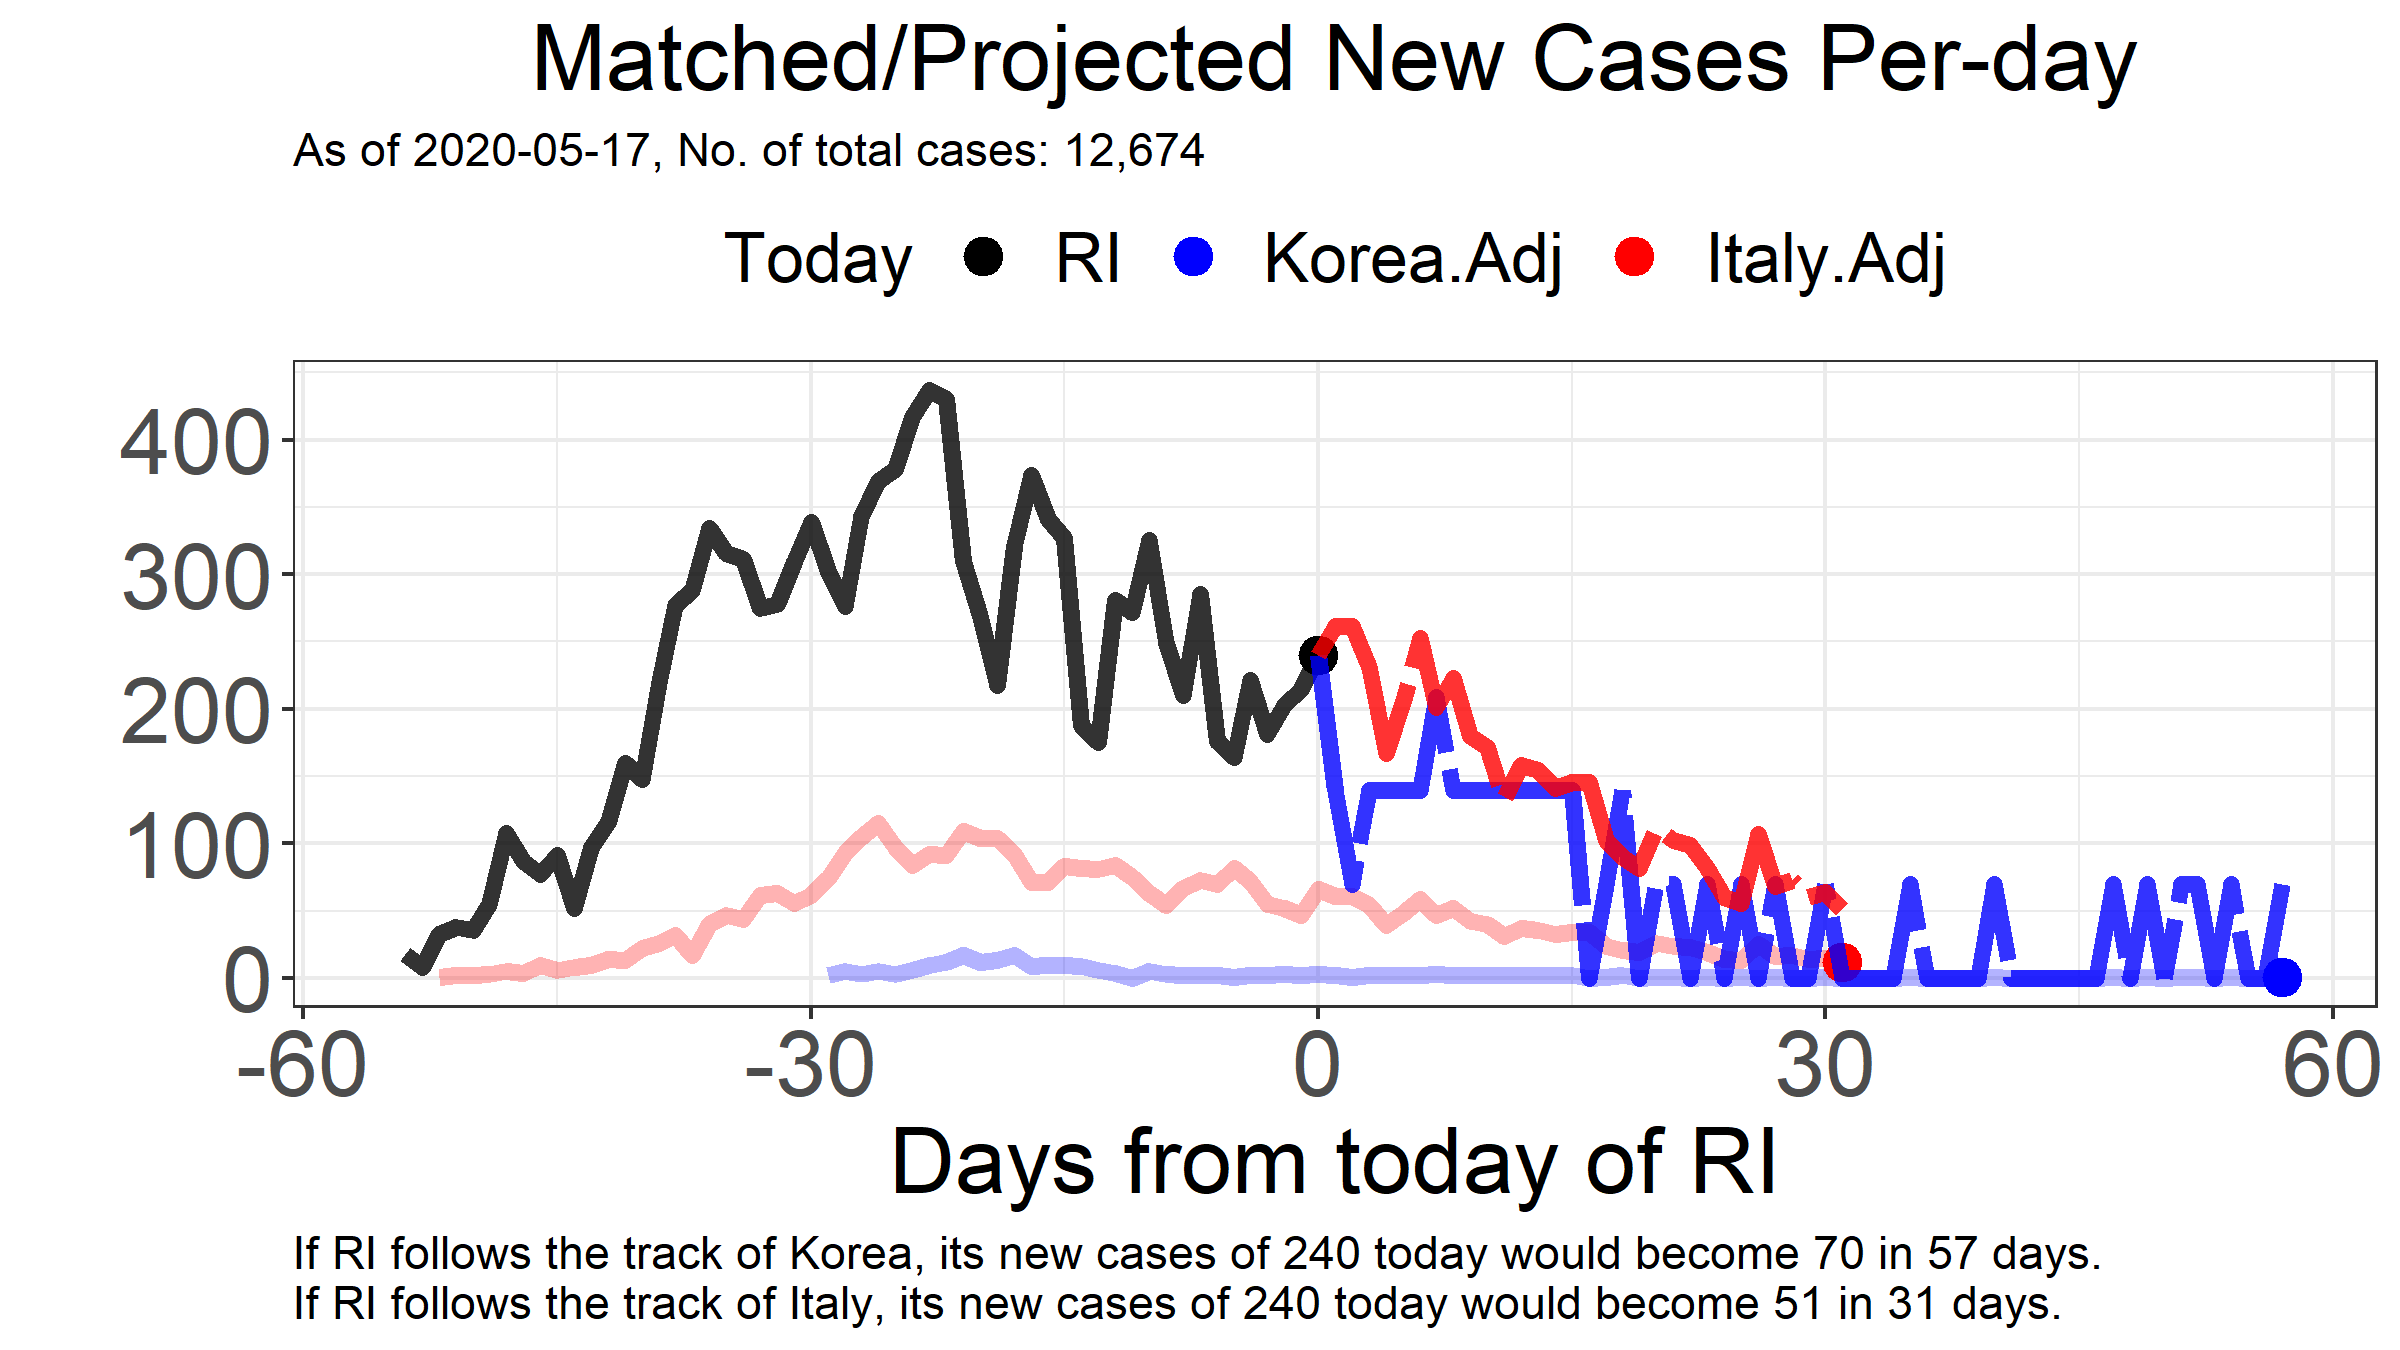 Matched/Projected New Cases Per-day
As of 2020-05-17, No. of total cases: 12,674
Today RI Korea.Adj Italy.Adj
400
300
200
100
0
-60 -30 0 30 60
Days from today of RI
If RI follows the track of Korea, its new cases of 240 today would become 70 in 57 days.
If RI follows the track of Italy, its new cases of 240 today would become 51 in 31 days.